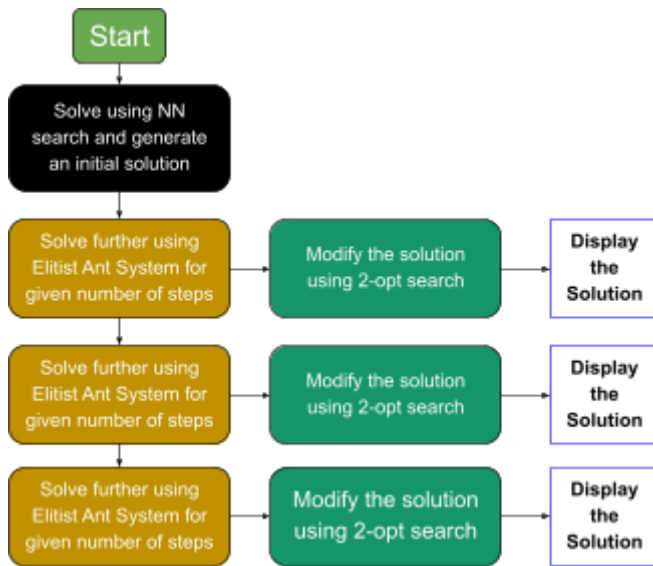 Start
Solve using NN
search and generate
an initial solution
Solve further using
Elitist Ant System for
given number of steps
Modify the solution
using 2-opt search
Display
the
Solution
Solve further using
Elitist Ant System for
given number of steps
Modify the solution
using 2-opt search
Display
the
Solution
Solve further using
Elitist Ant System for
given number of steps
Modify the solution
using 2-opt search
Display
the
Solution